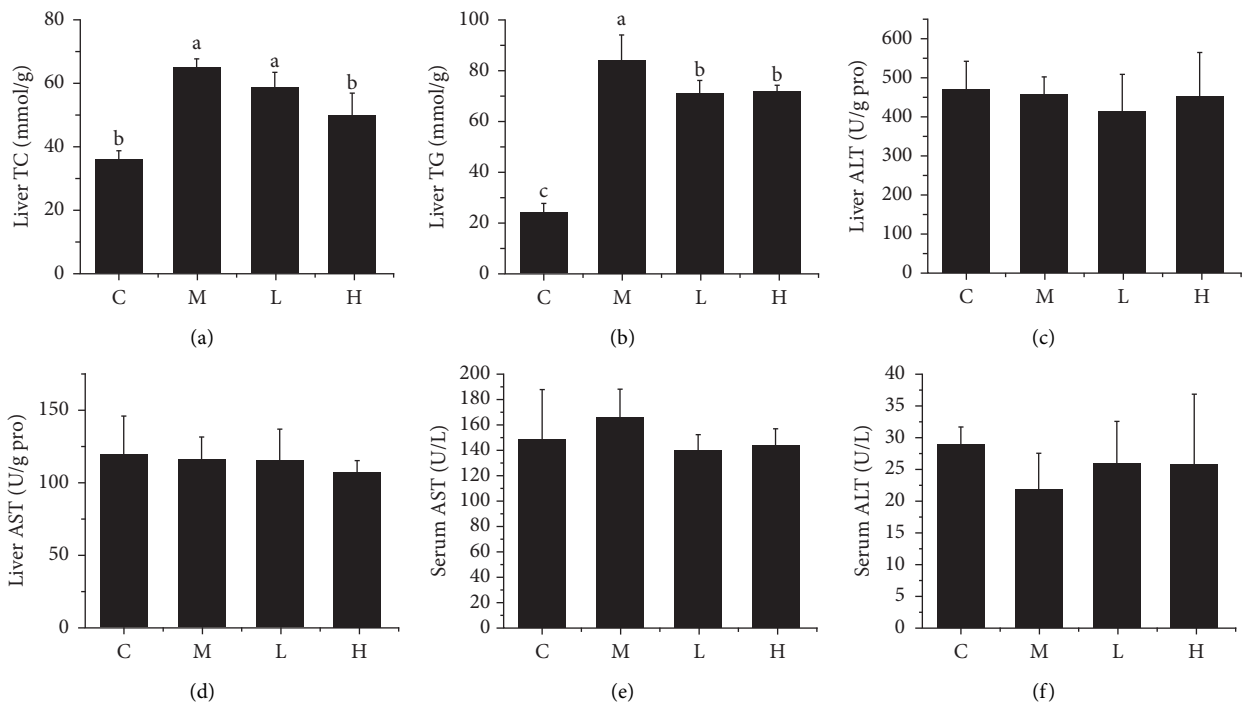 Liver TC (mmol/g)
80
60
40
20
0
b
a
a
b
C M L H
(a)
Liver TG (mmol/g)
100
80
60
40
20
0
c
a
b
b
C M L H
(b)
Liver ALT (U/g pro)
600
500
400
300
200
100
0
C M L H
(c)
Liver AST (U/g pro)
150
100
50
0
C M L H
(d)
Serum AST (U/L)
200
180
160
140
120
100
80
60
40
20
0
C M L H
(e)
Serum ALT (U/L)
40
35
30
25
20
15
10
5
0
C M L H
(f)